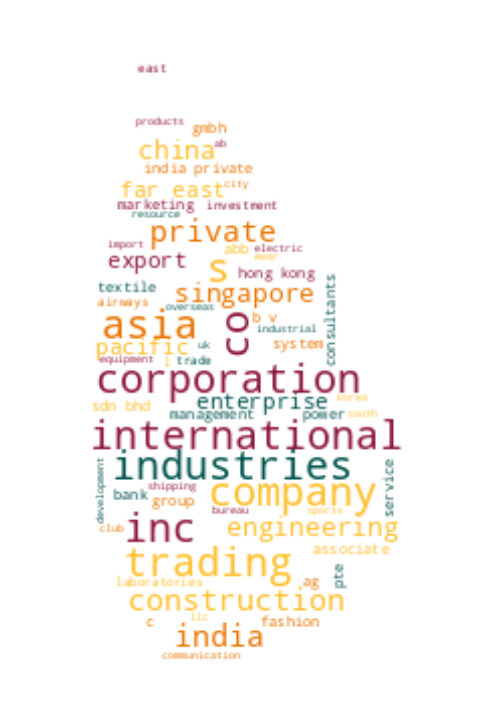 east
products
gmbh
china
ab
india private
far east
city
marketing investment
resource
private
import
abb electric
wear
export
s
hong kong
textile
singapore
airways
overseas
consultants
asia
co
b v
industrial
pacific
uk
system
equipment
l
trade
corporation
enterprise
korea
sdn bhd
management
power
south
international
industries
development
bank
shipping
group
company
service
bureau
sports
club
inc
engineering
associate
trading
laboratories
ag
pte
construction
llc
c
india
fashion
communication